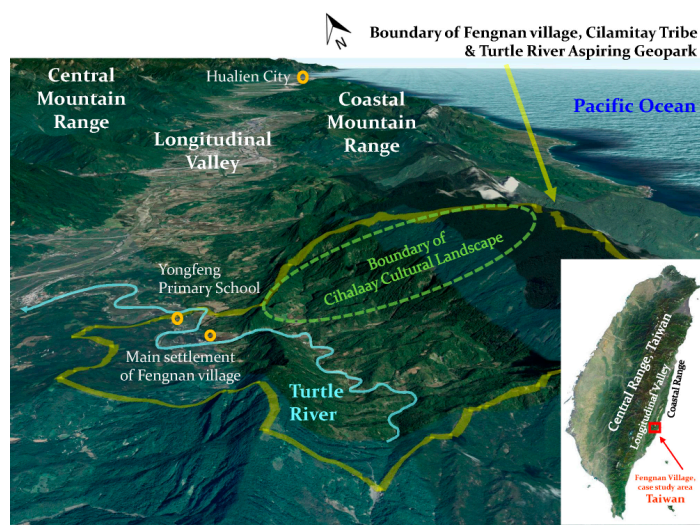 N
Boundary of Fengnan village, Cilamitay Tribe
& Turtle River Aspiring Geopark
Central
Mountain
Range
Hualien City
Coastal
Mountain
Range
Pacific Ocean
Longitudinal
Valley
Boundary of
Cihalaay Cultural Landscape
Yongfeng
Primary School
Main settlement
of Fengnan village
Turtle
River
Central Range, Taiwan
Longitudinal Valley
Coastal Range
Fengnan Village,
case study area
Taiwan